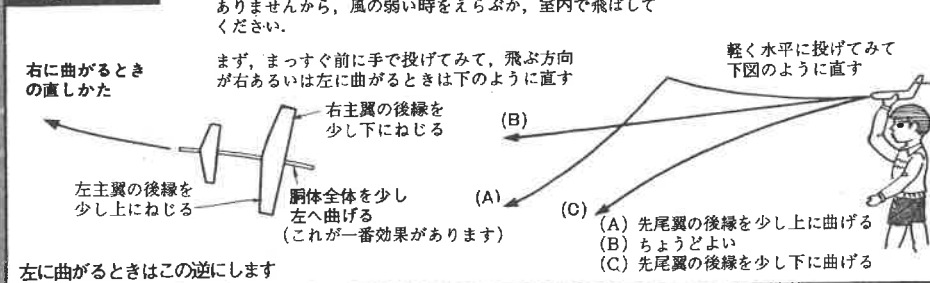 ありませんから，風の弱い時をえらぶか，室内で飛ばして
ください．
まず，まっすぐ前に手で投げてみて，飛ぶ方向
が右あるいは左に曲がるときは下のように直す
右に曲がるとき
の直しかた
右主翼の後縁を
少し下にねじる
左主翼の後縁を
少し上にねじる
胴体全体を少し
左へ曲げる
(これが一番効果があります)
左に曲がるときはこの逆にします
軽く水平に投げてみて
下図のように直す
(B)
(A)
(C)
(A) 先尾翼の後縁を少し上に曲げる
(B) ちょうどよい
(C) 先尾翼の後縁を少し下に曲げる